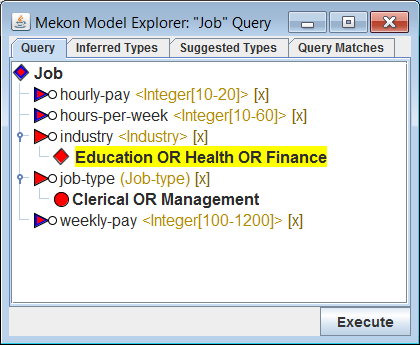 Mekon Model Explorer: "Job" Query
Query Inferred Types Suggested Types Query Matches
Job
hourly-pay <Integer[10-20]> [x]
hours-per-week <Integer[10-60]> [x]
industry <Industry> [x]
Education OR Health OR Finance
job-type (Job-type) [x]
Clerical OR Management
weekly-pay <Integer[100-1200]> [x]
Execute